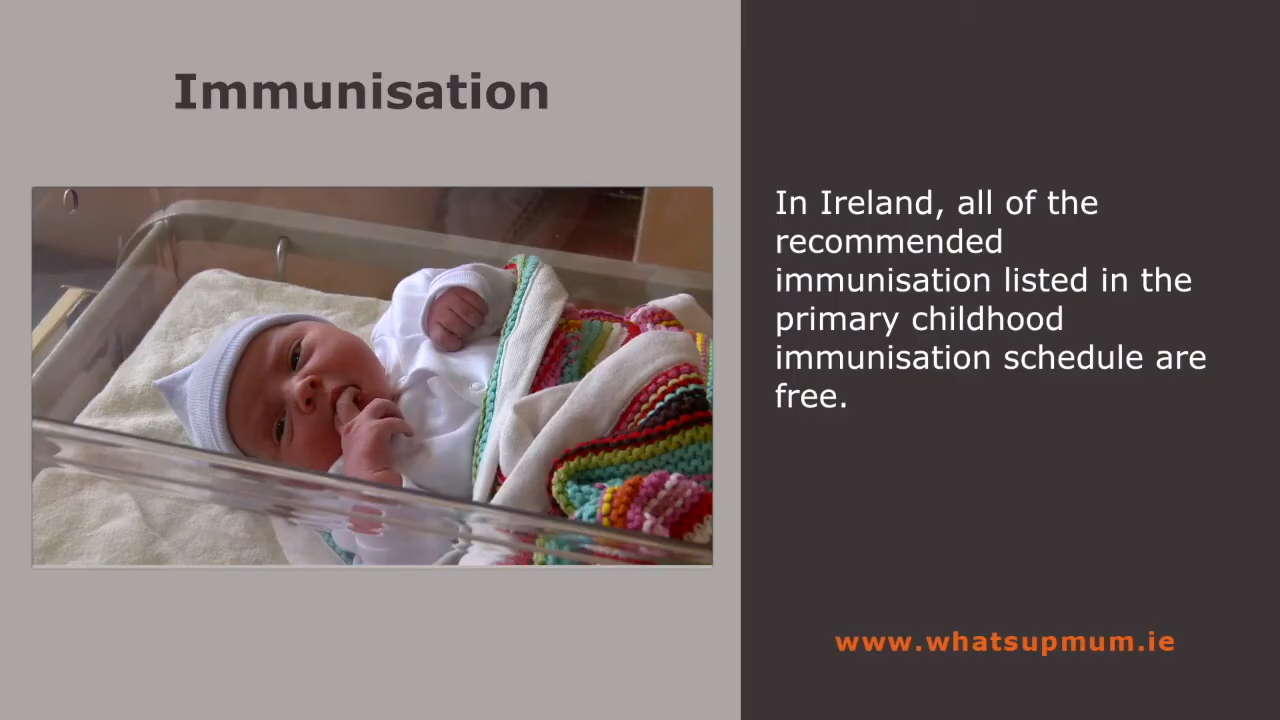 Immunisation
In Ireland, all of the
recommended
immunisation listed in the
primary childhood
immunisation schedule are
free.
www.whatsupmum.ie